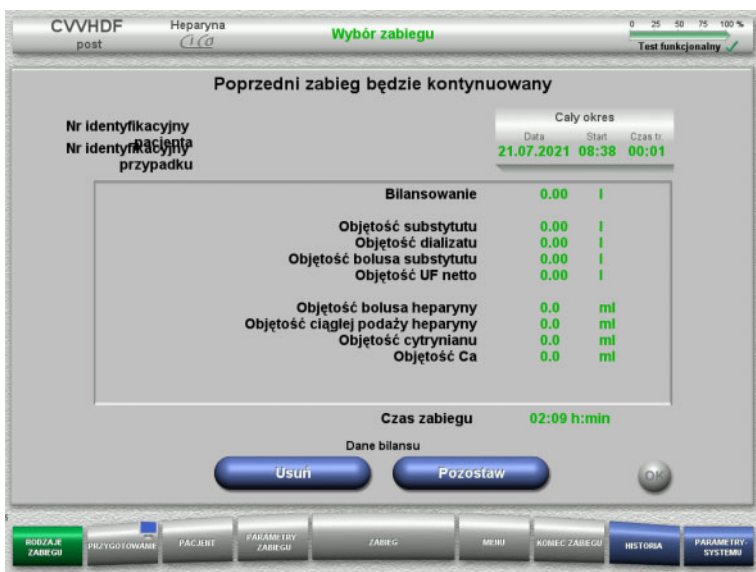 CVVHDF
post
Heparyna
Ci Ca
Wybór zabiegu
0 25 50 75 100 %
Test funkcjonalny
Poprzedni zabieg będzie kontynuowany
Nr identyfikacyjny
pacjenta
Nr identyfikacyjny
przypadku
Cały okres
Data Start Czas tr.
21.07.2021 08:38 00:01
Bilansowanie 0.00 l
Objętość substytutu 0.00 l
Objętość dializatu 0.00 l
Objętość bolusa substytutu 0.00 l
Objętość UF netto 0.00 l
Objętość bolusa heparyny 0.0 ml
Objętość ciągłej podaży heparyny 0.0 ml
Objętość cytrynianu 0.0 ml
Objętość Ca 0.0 ml
Czas zabiegu 02:09 h:min
Dane bilansu
Usuń Pozostaw OK
RODZAJE
ZABIEGU
PRZYGOTOWANIE
PACJENT
PARAMETRY
ZABIEGU
ZABIEG
MENU
KONIEC ZABIEGU
HISTORIA
PARAMETRY-
SYSTEMU